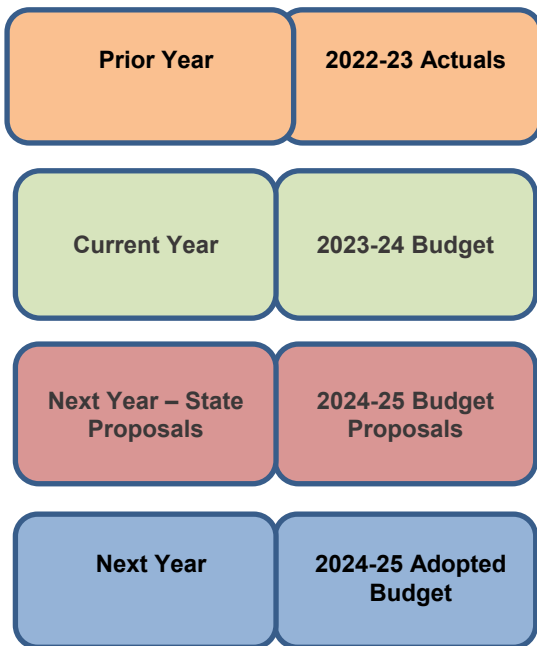 Prior Year
2022-23 Actuals
Current Year
2023-24 Budget
Next Year – State
Proposals
2024-25 Budget
Proposals
Next Year
2024-25 Adopted
Budget